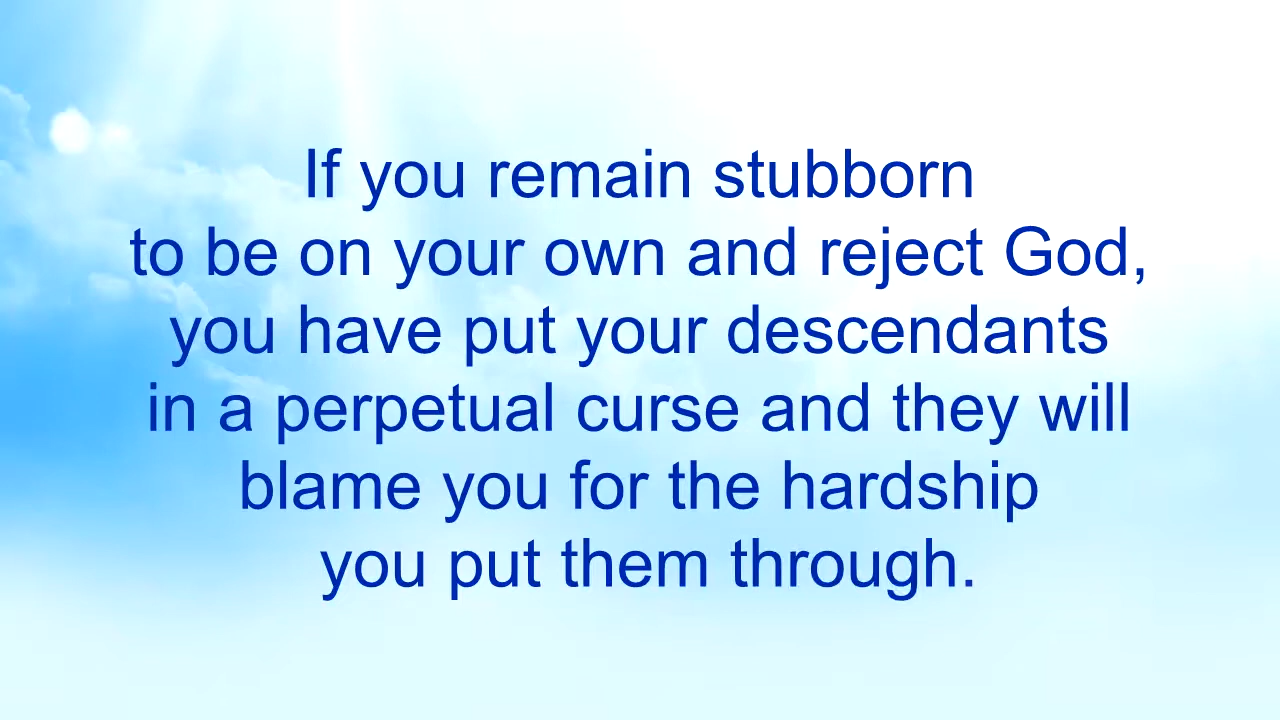 If you remain stubborn
to be on your own and reject God,
you have put your descendants
in a perpetual curse and they will
blame you for the hardship
you put them through.